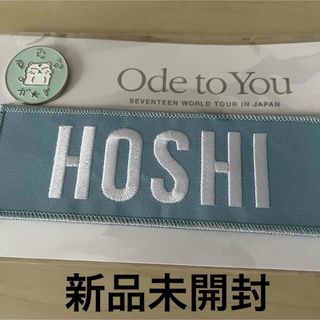 Ode to You
SEVENTEEN WORLD TOUR IN JAPAN
HOSHI
新品未開封